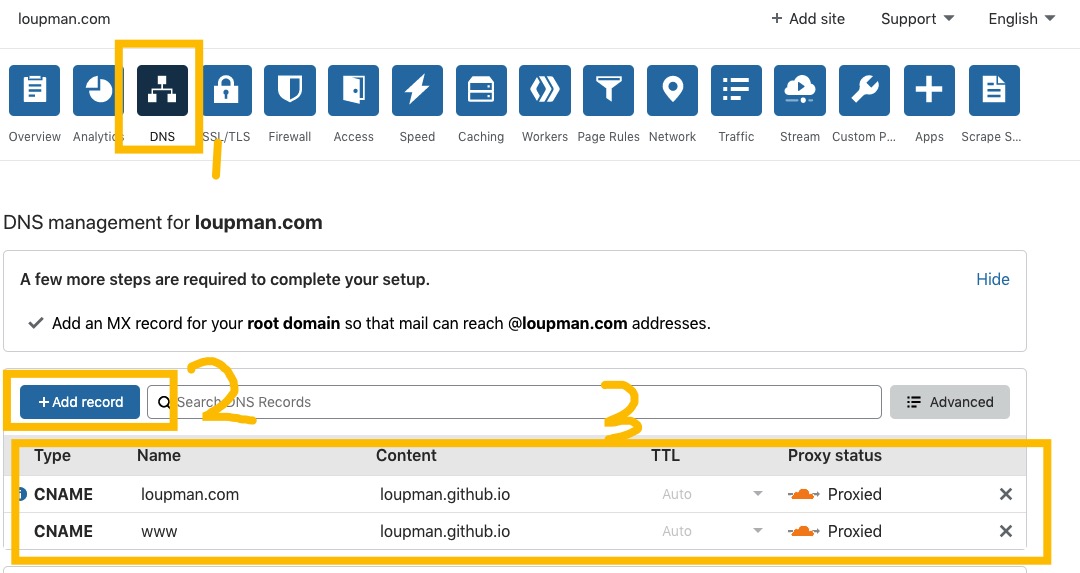 loupman.com + Add site Support English
Overview Analytics DNS SSL/TLS Firewall Access Speed Caching Workers Page Rules Network Traffic Stream Custom P... Apps Scrape S...
1
DNS management for loupman.com
A few more steps are required to complete your setup. Hide
Add an MX record for your root domain so that mail can reach @loupman.com addresses.
2 3
+ Add record Search DNS Records Advanced
Type Name Content TTL Proxy status
CNAME loupman.com loupman.github.io Auto Proxied
CNAME www loupman.github.io Auto Proxied